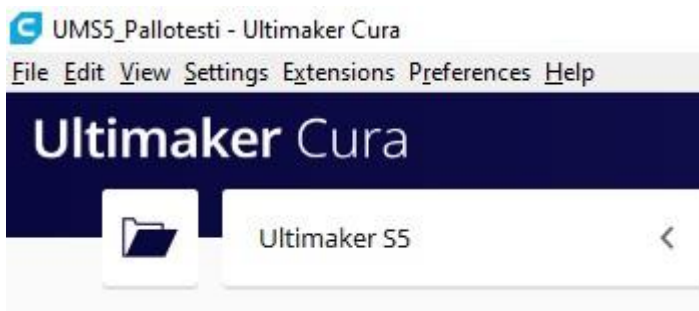 UMS5_Pallotesti - Ultimaker Cura
File Edit View Settings Extensions Preferences Help
Ultimaker Cura
Ultimaker S5